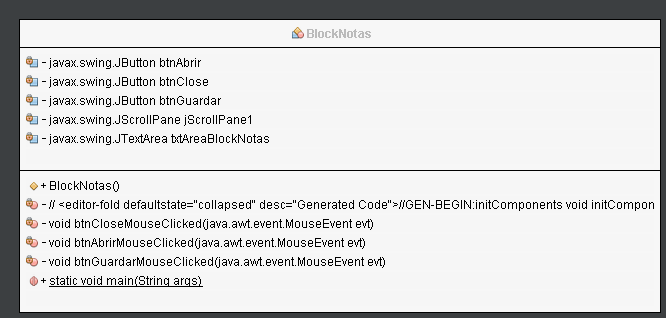 BlockNotas
- javax.swing.JButton btnAbrir
- javax.swing.JButton btnClose
- javax.swing.JButton btnGuardar
- javax.swing.JScrollPane jScrollPane1
- javax.swing.JTextArea txtAreaBlockNotas
+ BlockNotas()
- // <editor-fold defaultstate="collapsed" desc="Generated Code">//GEN-BEGIN:initComponents void initCompon
- void btnCloseMouseClicked(java.awt.event.MouseEvent evt)
- void btnAbrirMouseClicked(java.awt.event.MouseEvent evt)
- void btnGuardarMouseClicked(java.awt.event.MouseEvent evt)
+ static void main(String args)